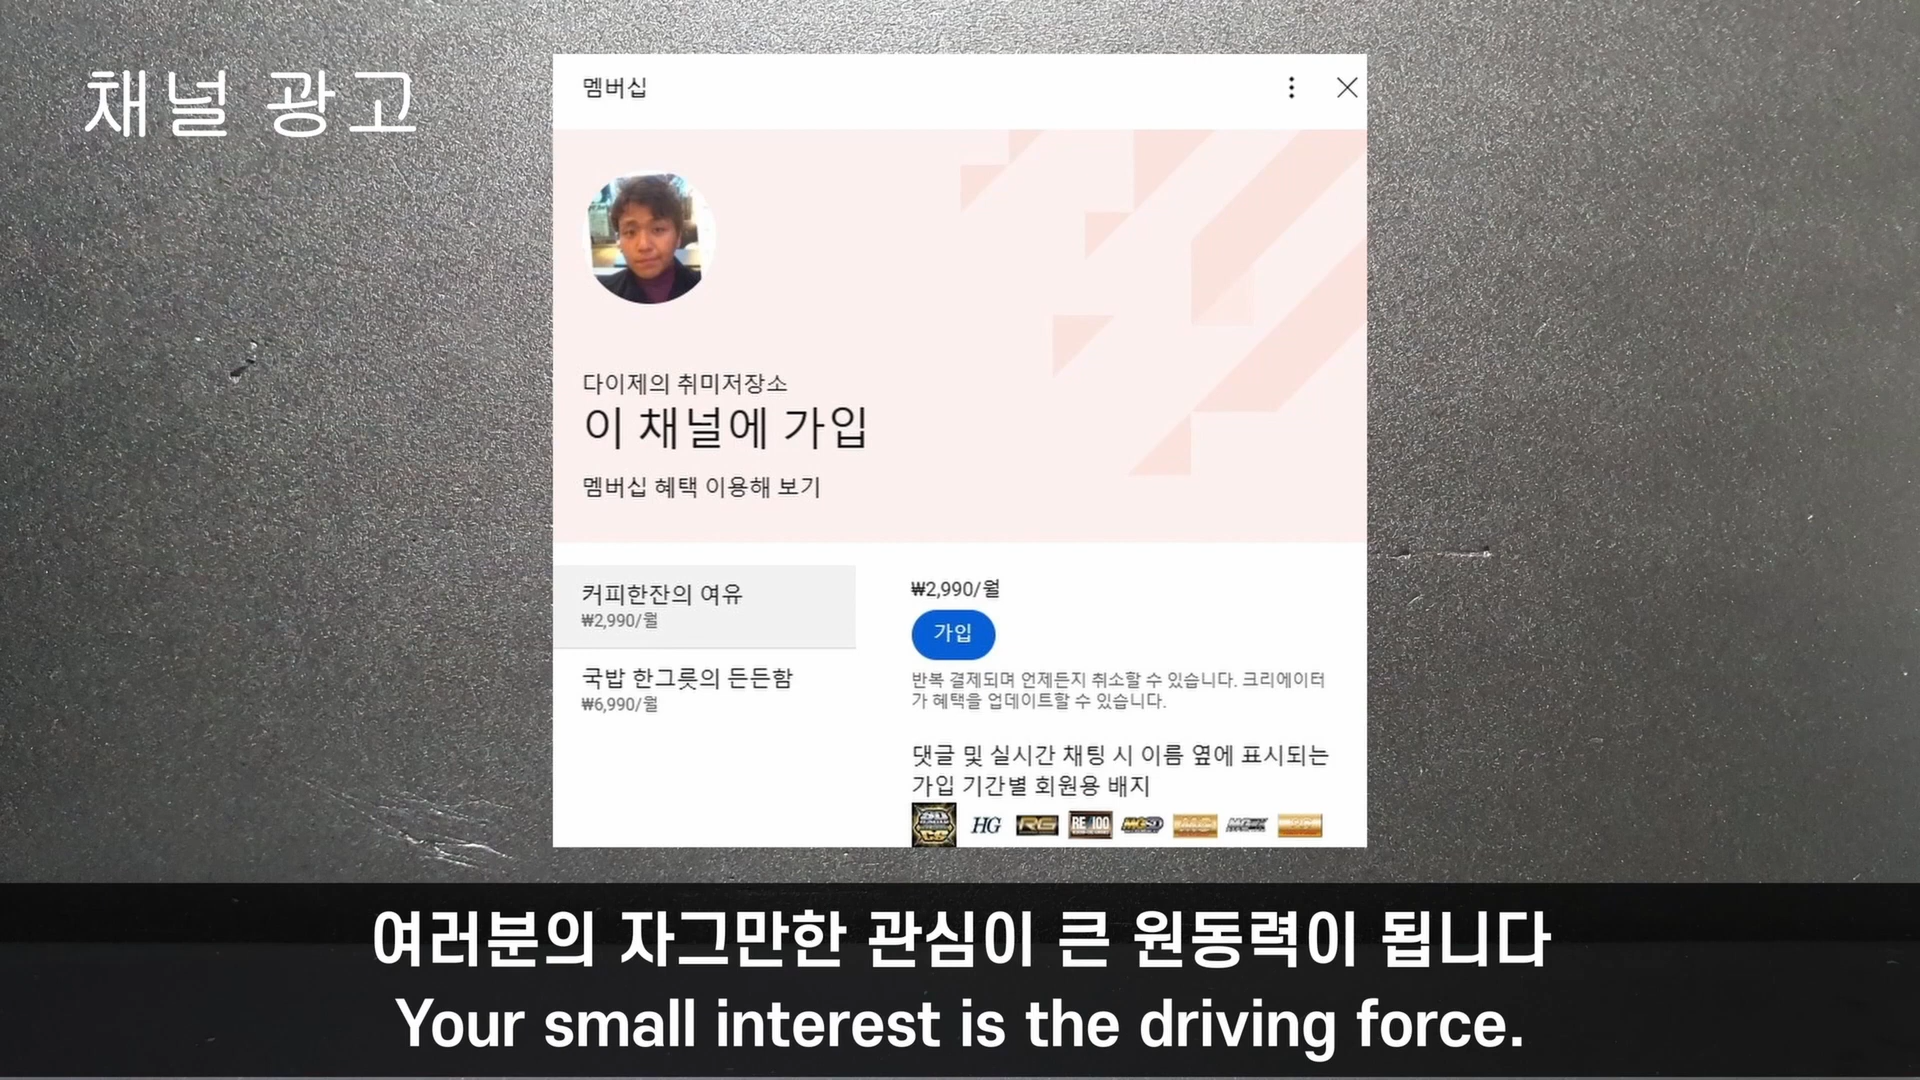 채널 광고
멤버십
다이제의 취미저장소
이 채널에 가입
멤버십 혜택 이용해 보기
커피한잔의 여유
₩2,990/월
국밥 한그릇의 든든함
₩6,990/월
₩2,990/월
가입
반복 결제되며 언제든지 취소할 수 있습니다. 크리에이터
가 혜택을 업데이트할 수 있습니다.
댓글 및 실시간 채팅 시 이름 옆에 표시되는
가입 기간별 회원용 배지
HG RG RE/100 MGSD MG PG
여러분의 자그만한 관심이 큰 원동력이 됩니다
Your small interest is the driving force.